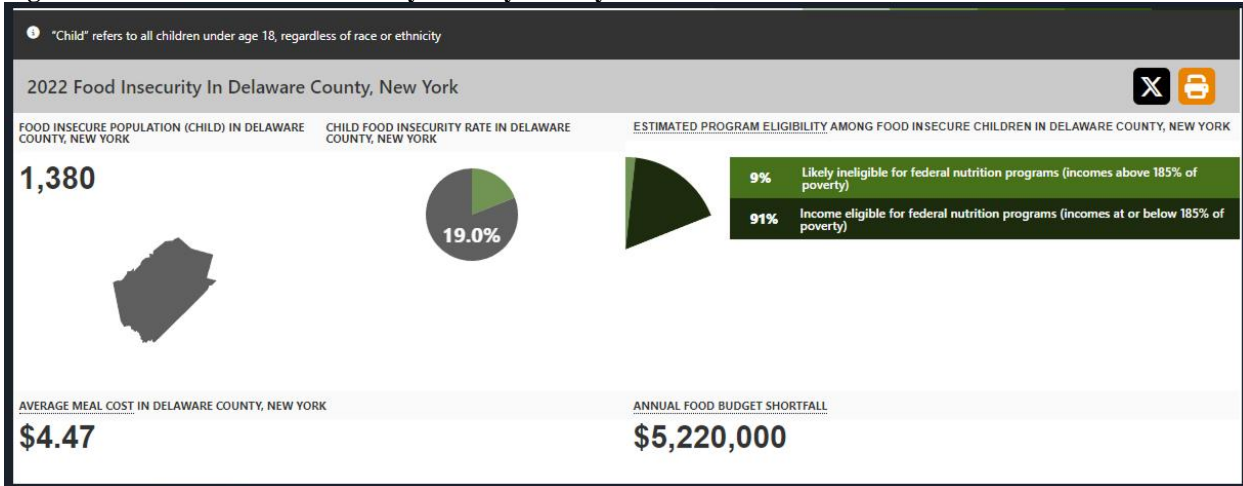 "Child" refers to all children under age 18, regardless of race or ethnicity
2022 Food Insecurity In Delaware County, New York
FOOD INSECURE POPULATION (CHILD) IN DELAWARE
COUNTY, NEW YORK
1,380
CHILD FOOD INSECURITY RATE IN DELAWARE
COUNTY, NEW YORK
19.0%
ESTIMATED PROGRAM ELIGIBILITY AMONG FOOD INSECURE CHILDREN IN DELAWARE COUNTY, NEW YORK
9% Likely ineligible for federal nutrition programs (incomes above 185% of
poverty)
91% Income eligible for federal nutrition programs (incomes at or below 185% of
poverty)
AVERAGE MEAL COST IN DELAWARE COUNTY, NEW YORK
$4.47
ANNUAL FOOD BUDGET SHORTFALL
$5,220,000